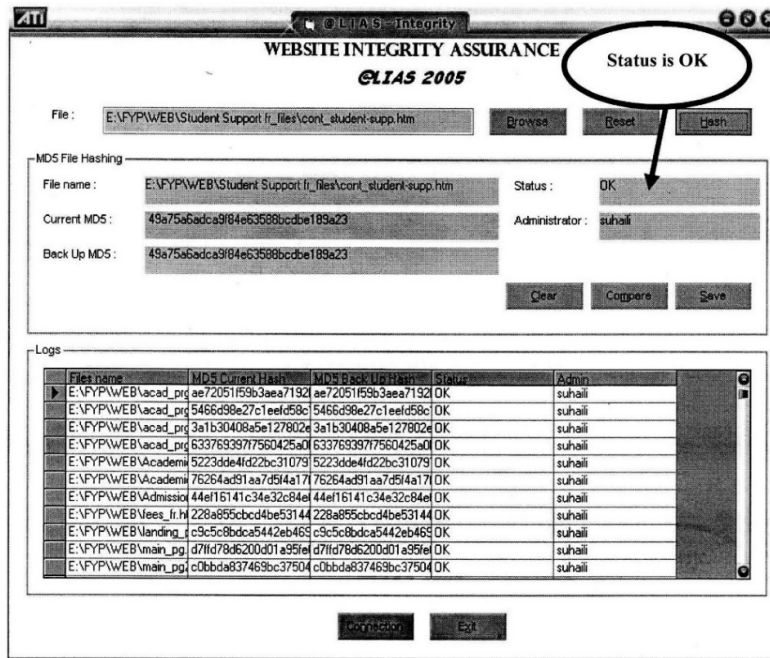 ATi
@LIAS - Integrity
WEBSITE INTEGRITY ASSURANCE
@LIAS 2005
Status is OK
File : E:\FYP\WEB\Student Support fr_files\cont_student-supp.htm Browse Reset Hash
MD5 File Hashing
File name : E:\FYP\WEB\Student Support fr_files\cont_student-supp.htm Status : OK
Current MD5 : 49a75a6adca9f84e63588bcdbe189a23 Administrator : suhaili
Back Up MD5 : 49a75a6adca9f84e63588bcdbe189a23
Clear Compare Save
Logs
Files name MD5 Current Hash MD5 Back Up Hash Status Admin
E:\FYP\WEB\acad_prg ae72051f59b3aea7192 ae72051f59b3aea7192 OK suhaili
E:\FYP\WEB\acad_prg 5466d98e27c1eefd58c 5466d98e27c1eefd58c OK suhaili
E:\FYP\WEB\acad_prg 3a1b30408a5e127802e 3a1b30408a5e127802e OK suhaili
E:\FYP\WEB\acad_prg 633769397f7560425a0 633769397f7560425a0 OK suhaili
E:\FYP\WEB\Academi 5223dde4fd22bc31079 5223dde4fd22bc31079 OK suhaili
E:\FYP\WEB\Academi 76264ad91aa7d5f4a17 76264ad91aa7d5f4a17 OK suhaili
E:\FYP\WEB\Admission 44ef16141c34e32c84e 44ef16141c34e32c84e OK suhaili
E:\FYP\WEB\fees_fr.h 228a855cbcd4be53144 228a855cbcd4be53144 OK suhaili
E:\FYP\WEB\landing_ c9c5c8bdca5442eb469 c9c5c8bdca5442eb469 OK suhaili
E:\FYP\WEB\main_pg. d7ffd78d6200d01a95fe d7ffd78d6200d01a95fe OK suhaili
E:\FYP\WEB\main_pg2 c0bbda837469bc37504 c0bbda837469bc37504 OK suhaili
Connection Exit